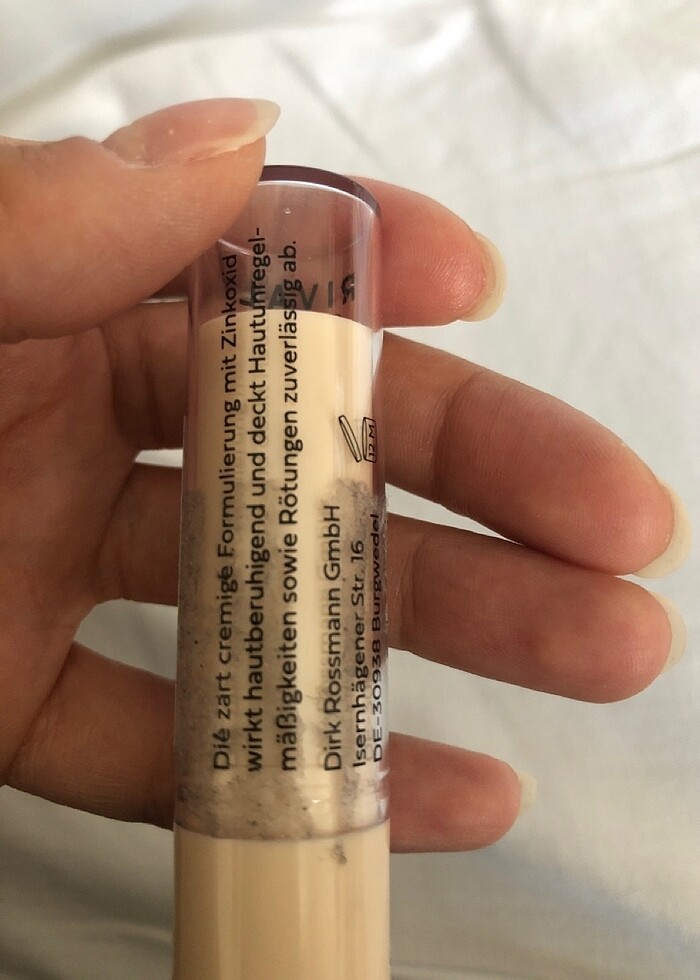 Die zart cremige Formulierung mit Zinkoxid
wirkt hautberuhigend und deckt Hautunregel-
mäßigkeiten sowie Rötungen zuverlässig ab.
Dirk Rossmann GmbH
Isernhägener Str. 16
DE-30938 Burgwedel
12 M